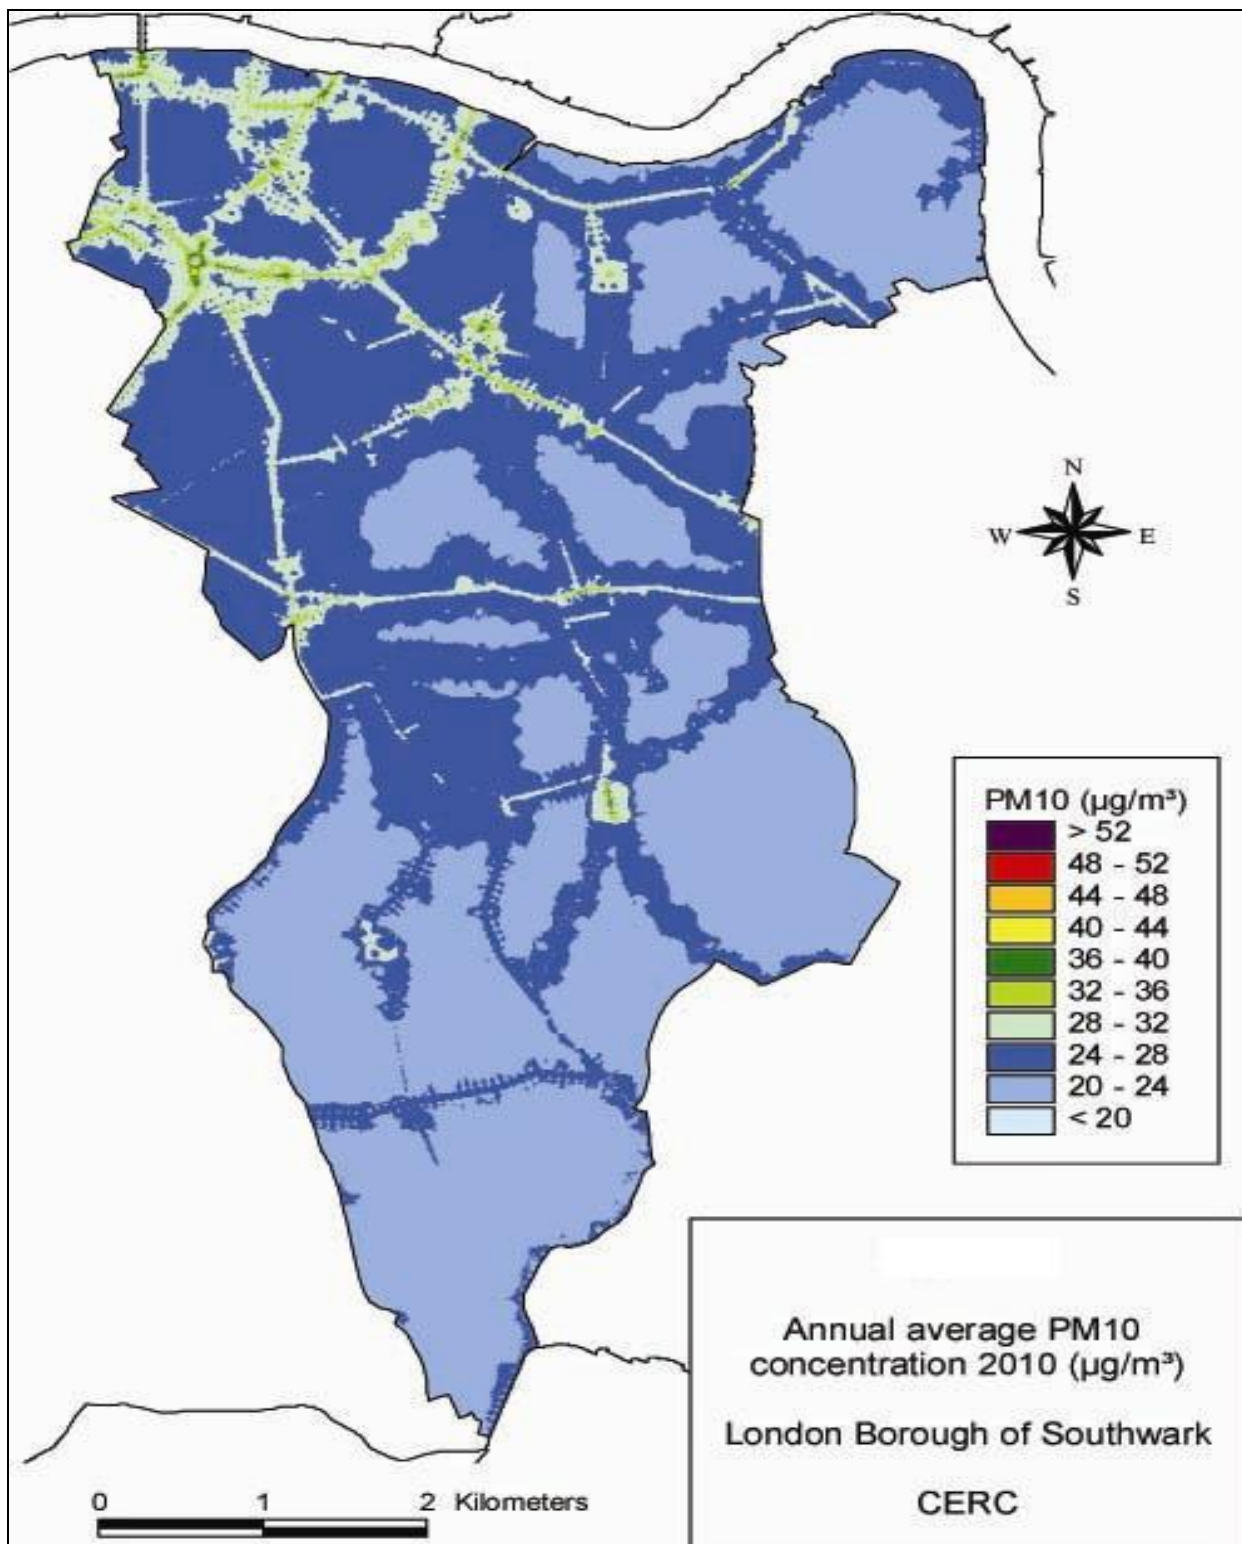 N
W E
S
PM10 (µg/m³)
> 52
48 - 52
44 - 48
40 - 44
36 - 40
32 - 36
28 - 32
24 - 28
20 - 24
< 20
Annual average PM10
concentration 2010 (µg/m³)
London Borough of Southwark
CERC
0 1 2 Kilometers